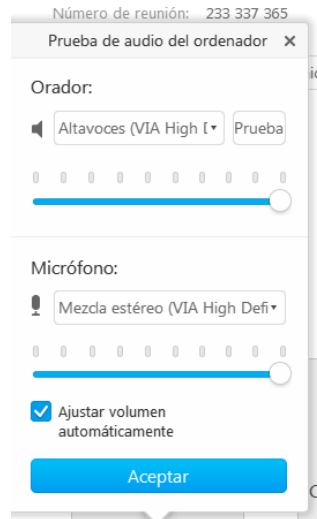 Número de reunión: 233 337 365
Prueba de audio del ordenador ×
Orador:
Altavoces (VIA High D Prueba
Micrófono:
Mezcla estéreo (VIA High Defi
Ajustar volumen
automáticamente
Aceptar